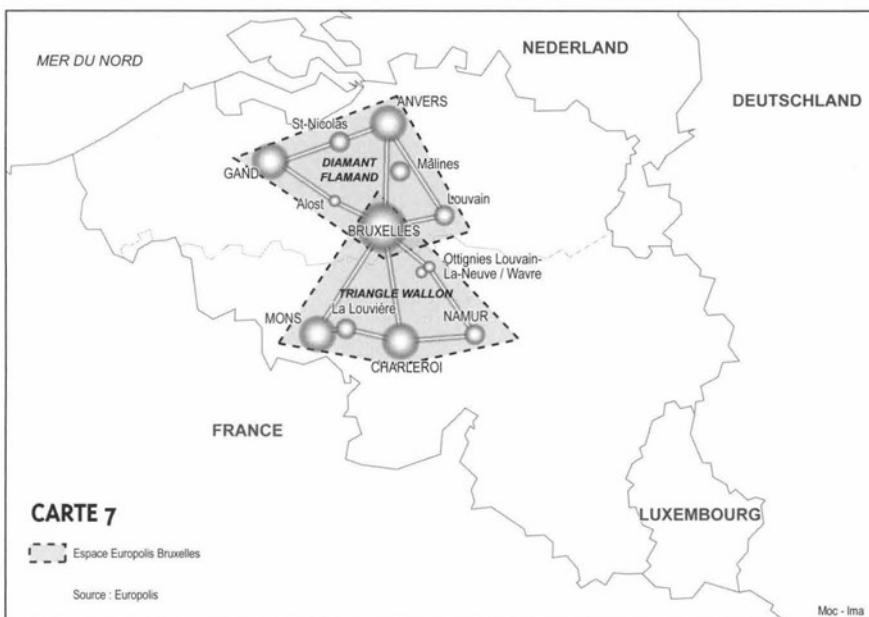 MER DU NORD
NEDERLAND
DEUTSCHLAND
ANVERS
St-Nicolas
DIAMANT
FLAMAND
Mâlines
GAND
Alost
Louvain
BRUXELLES
Ottignies Louvain-
La-Neuve / Wavre
TRIANGLE WALLON
La Louvière
MONS
NAMUR
CHARLEROI
FRANCE
LUXEMBOURG
CARTE 7
Espace Europolis Bruxelles
Source : Europolis
Moc - Ima